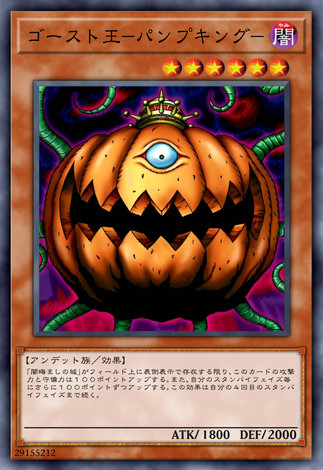 ゴースト王-パンプキング-
闇
やみ
【アンデット族/効果】
「闇晦ましの城」がフィールド上に表側表示で存在する限り、このカードの攻撃
力と守備力は100ポイントアップする。また、自分のスタンバイフェイズ毎
にさらに100ポイントずつアップする。この効果は自分の4回目のスタンバ
イフェイズまで続く。
ATK/1800 DEF/2000
29155212